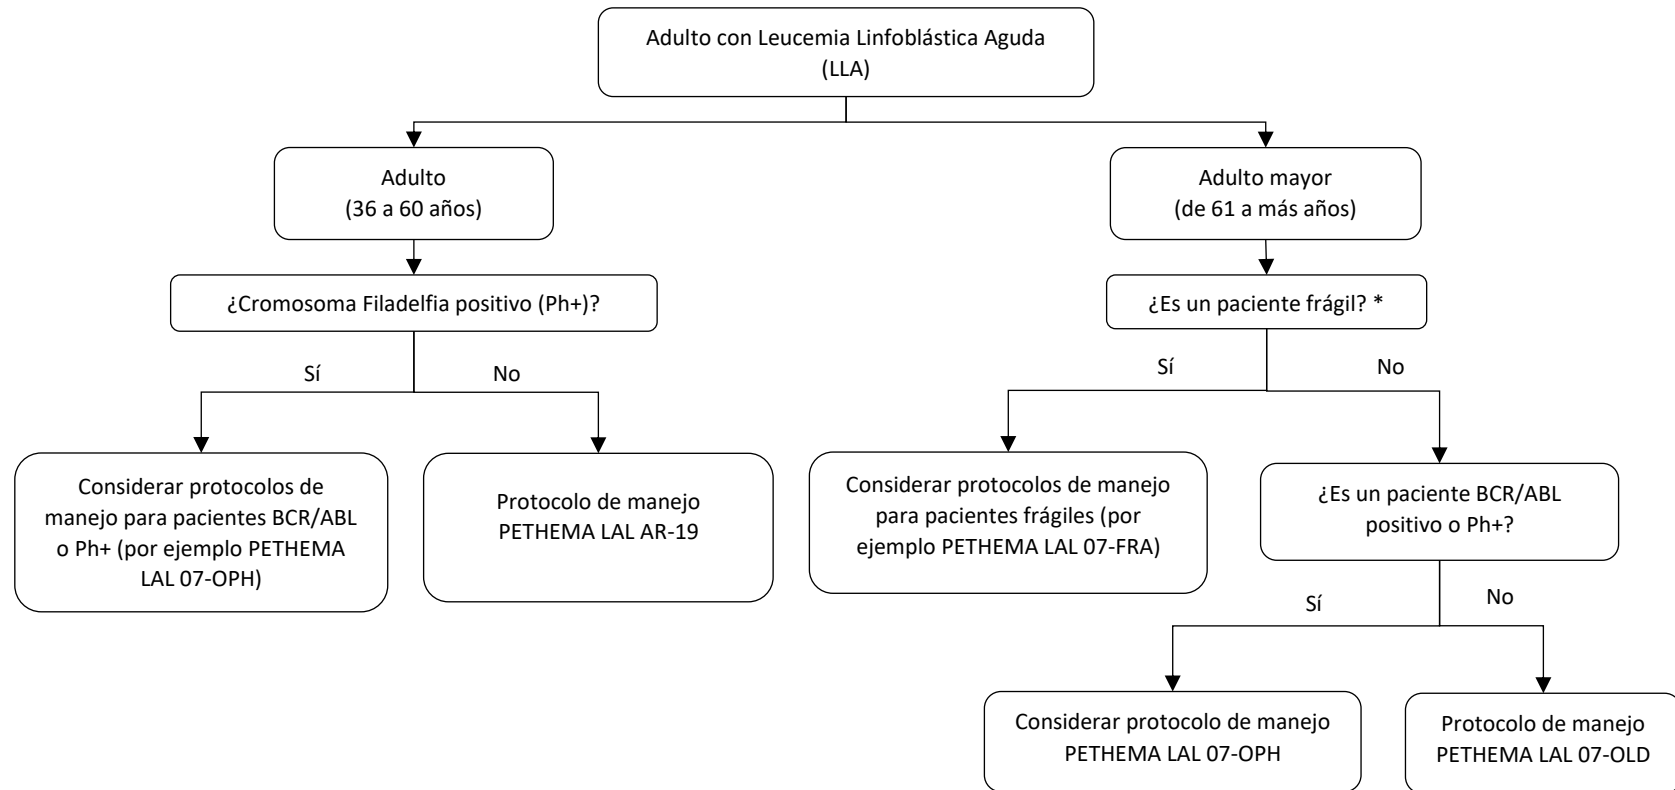 Adulto con Leucemia Linfoblástica Aguda
(LLA)
Adulto
(36 a 60 años)
Adulto mayor
(de 61 a más años)
¿Cromosoma Filadelfia positivo (Ph+)?
¿Es un paciente frágil? *
Sí
No
Sí
No
Considerar protocolos de
manejo para pacientes BCR/ABL
o Ph+ (por ejemplo PETHEMA
LAL 07-OPH)
Protocolo de manejo
PETHEMA LAL AR-19
Considerar protocolos de manejo
para pacientes frágiles (por
ejemplo PETHEMA LAL 07-FRA)
¿Es un paciente BCR/ABL
positivo o Ph+?
Sí
No
Considerar protocolo de manejo
PETHEMA LAL 07-OPH
Protocolo de manejo
PETHEMA LAL 07-OLD